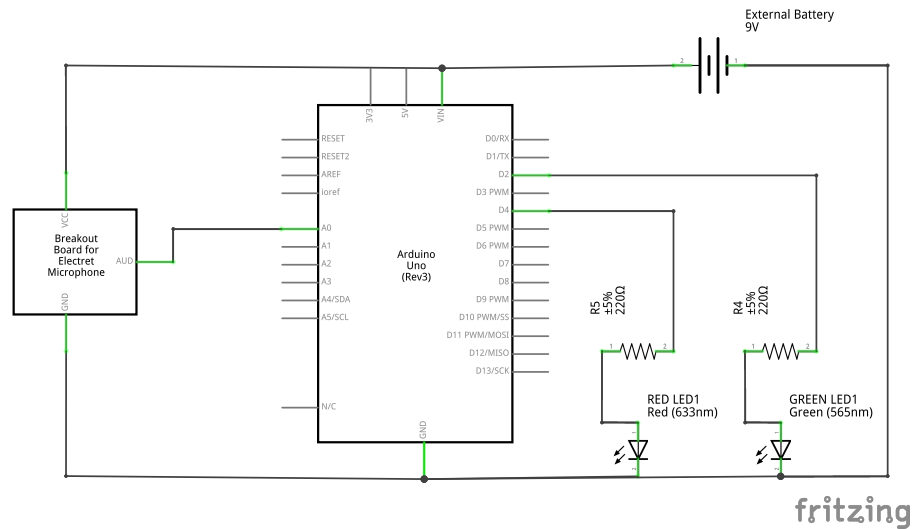 External Battery
9V
2
1
3V3
5V
VIN
RESET
RESET2
AREF
ioref
A0
A1
A2
A3
A4/SDA
A5/SCL
N/C
D0/RX
D1/TX
D2
D3 PWM
D4
D5 PWM
D6 PWM
D7
D8
D9 PWM
D10 PWM/SS
D11 PWM/MOSI
D12/MISO
D13/SCK
GND
Arduino
Uno
(Rev3)
VCC
Breakout
Board for
Electret
Microphone
AUD
GND
R5
±5%
220Ω
1
2
R4
±5%
220Ω
1
2
RED LED1
Red (633nm)
1
2
GREEN LED1
Green (565nm)
1
2
fritzing